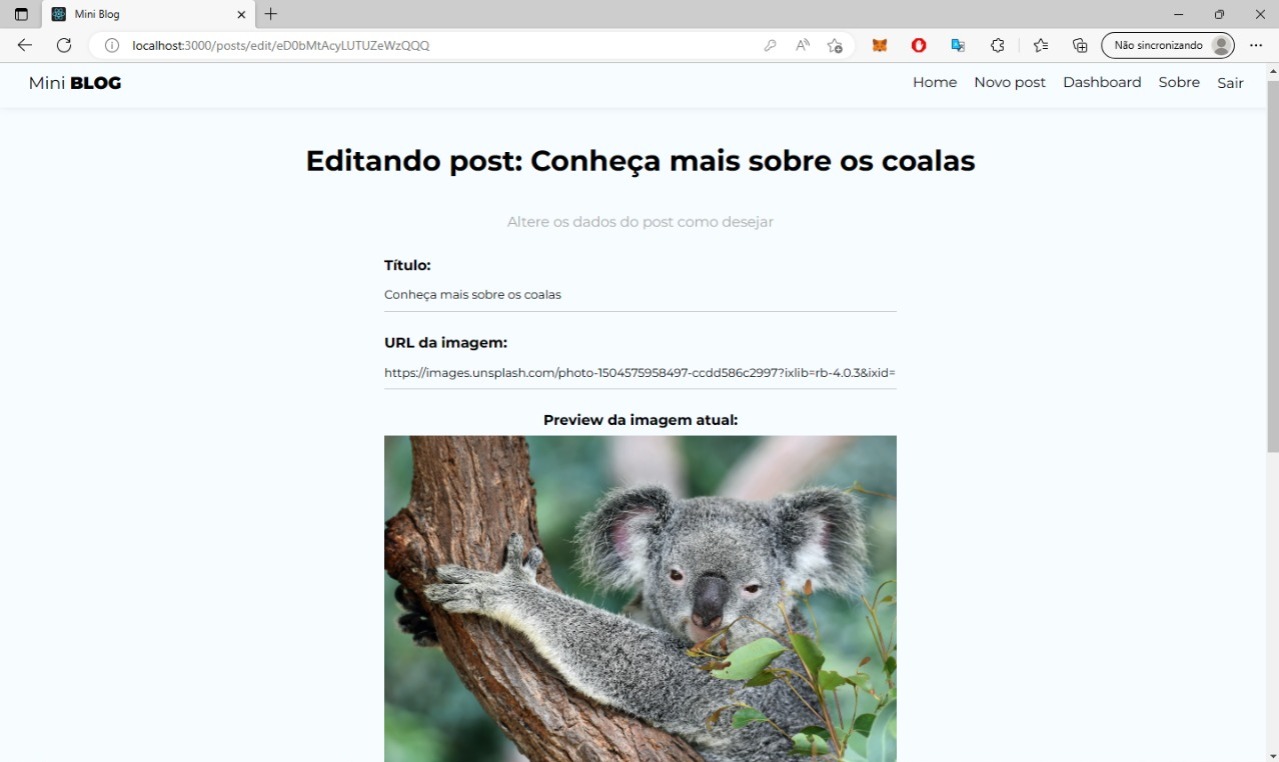 Mini Blog
localhost:3000/posts/edit/eD0bMtAcyLUTUZeWzQQQ
Não sincronizando
Mini BLOG
Home Novo post Dashboard Sobre Sair
Editando post: Conheça mais sobre os coalas
Altere os dados do post como desejar
Título:
Conheça mais sobre os coalas
URL da imagem:
https://images.unsplash.com/photo-1504575958497-ccdd586c2997?ixlib=rb-4.0.3&ixid=
Preview da imagem atual: